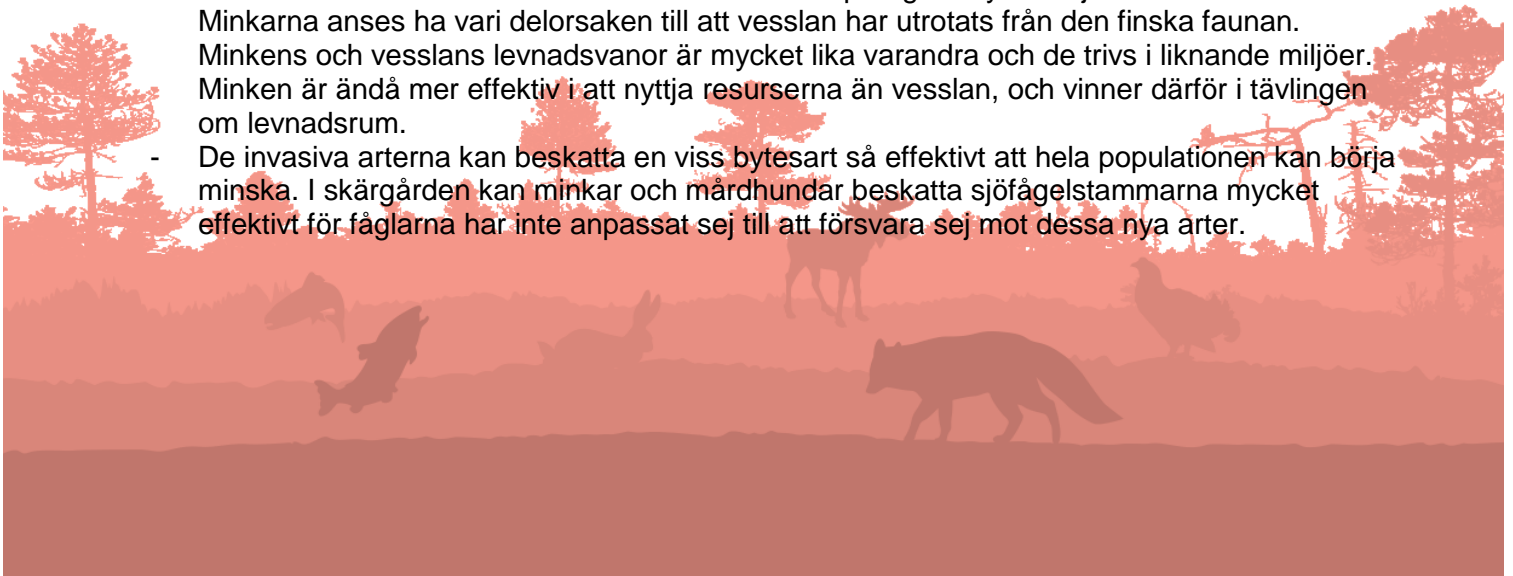 Minkarna anses ha vari delorsaken till att vesslan har utrotats från den finska faunan.
Minkens och vesslans levnadsvanor är mycket lika varandra och de trivs i liknande miljöer.
Minken är ändå mer effektiv i att nyttja resurserna än vesslan, och vinner därför i tävlingen
om levnadsrum.
- De invasiva arterna kan beskatta en viss bytesart så effektivt att hela populationen kan börja
minska. I skärgården kan minkar och mårdhundar beskatta sjöfågelstammarna mycket
effektivt för fåglarna har inte anpassat sej till att försvara sej mot dessa nya arter.